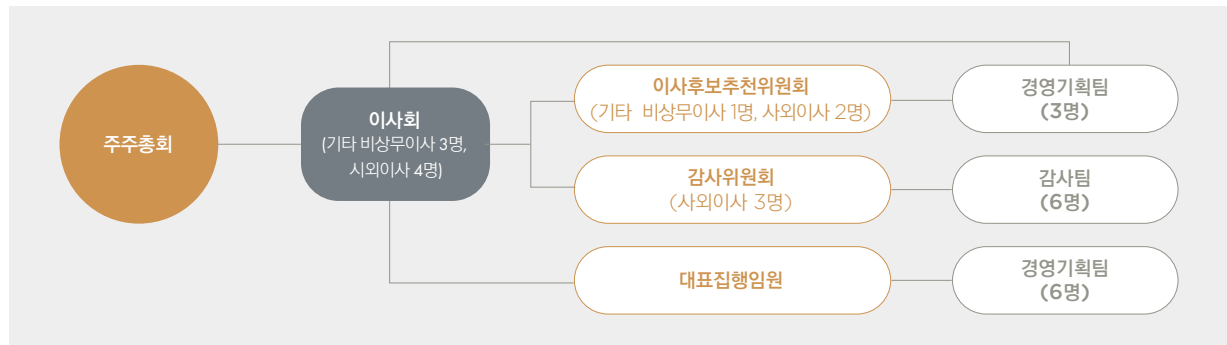 주주총회
이사회
(기타 비상무이사 3명,
시외이사 4명)
이사후보추천위원회
(기타 비상무이사 1명, 사외이사 2명)
경영기획팀
(3명)
감사위원회
(사외이사 3명)
감사팀
(6명)
대표집행임원
경영기획팀
(6명)